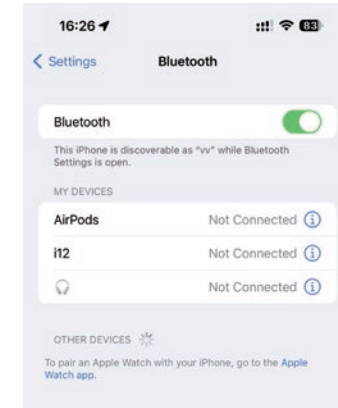 16:26
83
Settings
Bluetooth
Bluetooth
This iPhone is discoverable as "vv" while Bluetooth
Settings is open.
MY DEVICES
AirPods Not Connected
i12 Not Connected
Not Connected
OTHER DEVICES
To pair an Apple Watch with your iPhone, go to the Apple
Watch app.